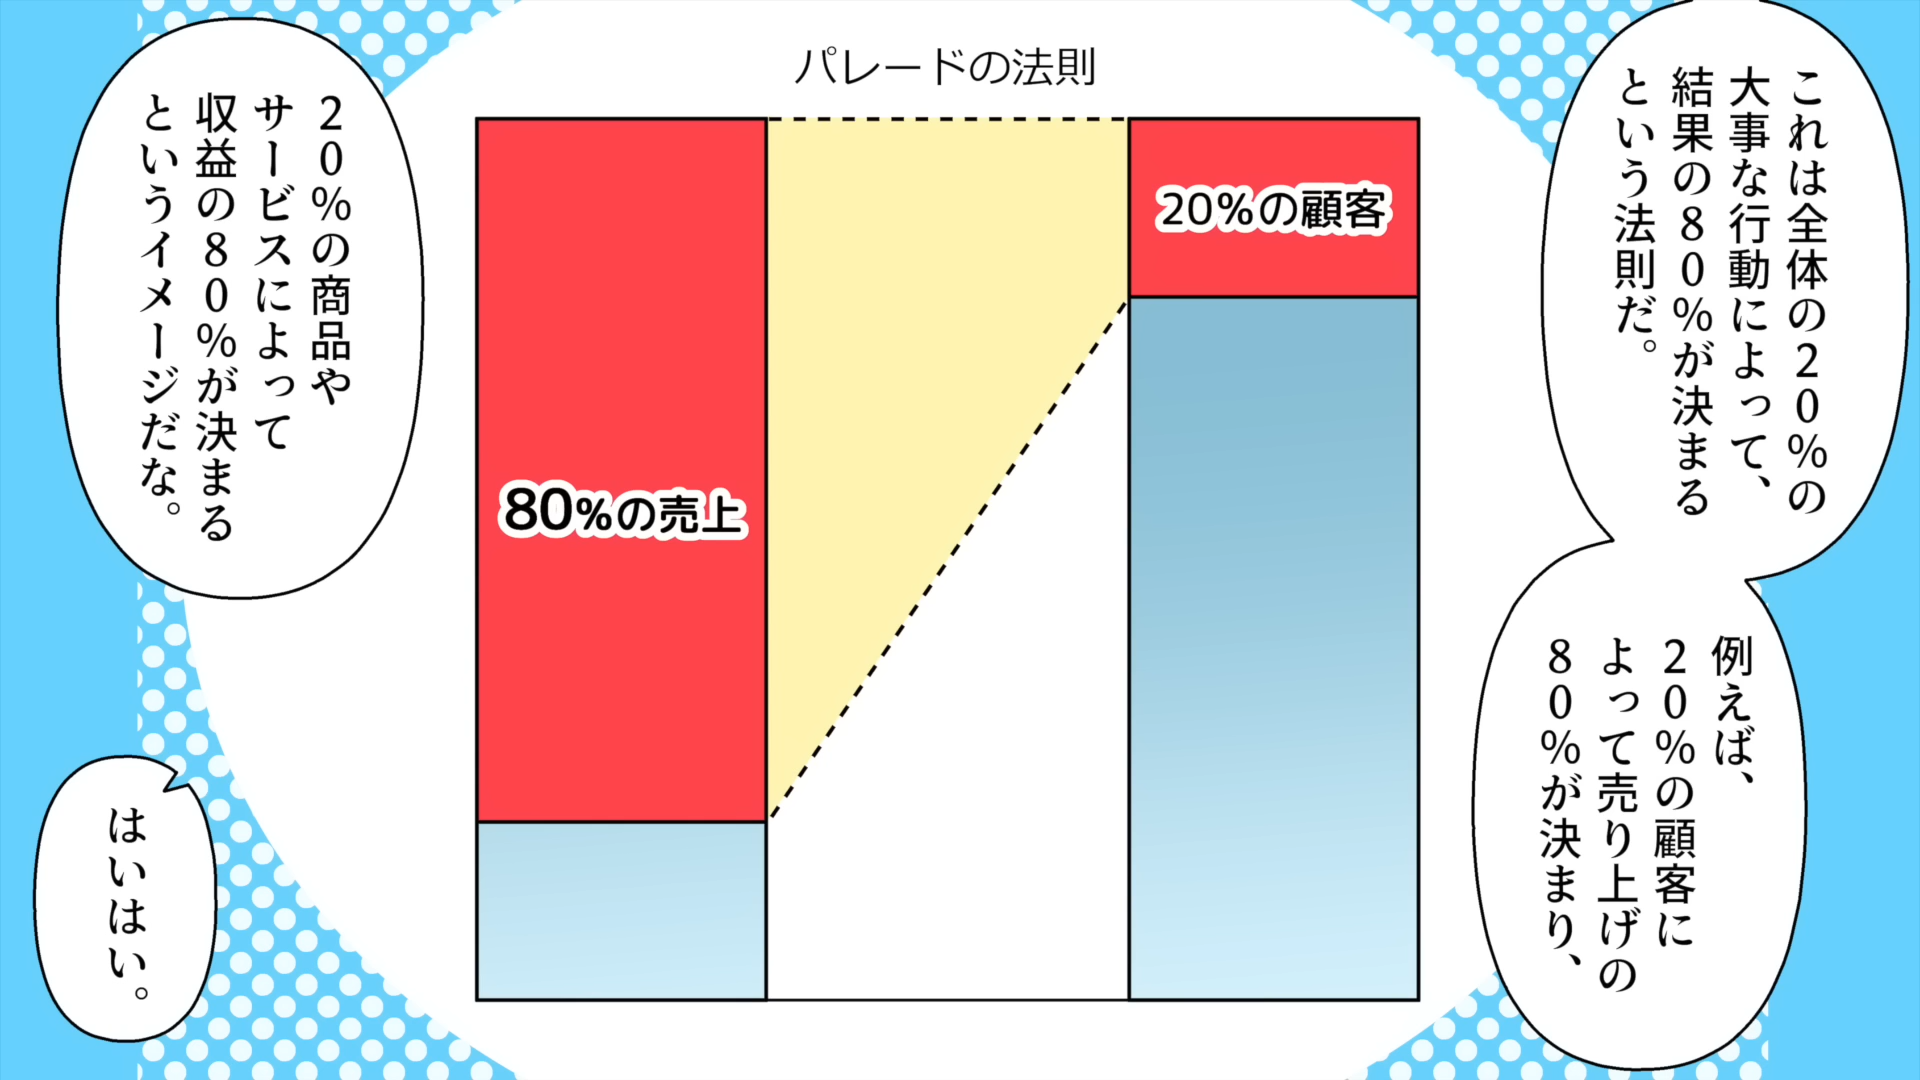 パレードの法則
これは全体の20%の
大事な行動によって、
結果の80%が決まる
という法則だ。
例えば、
20%の顧客に
よって売り上げの
80%が決まり、
20%の顧客
80%の売上
20%の商品や
サービスによって
収益の80%が決まる
というイメージだな。
はいはい。